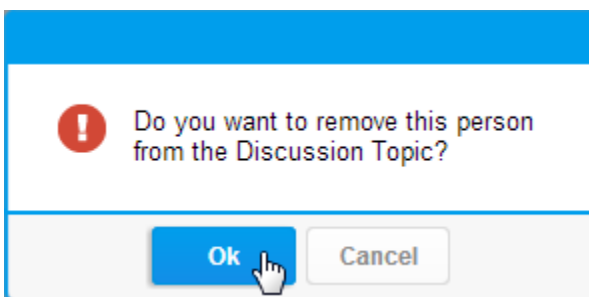 Do you want to remove this person
from the Discussion Topic?
Ok
Cancel